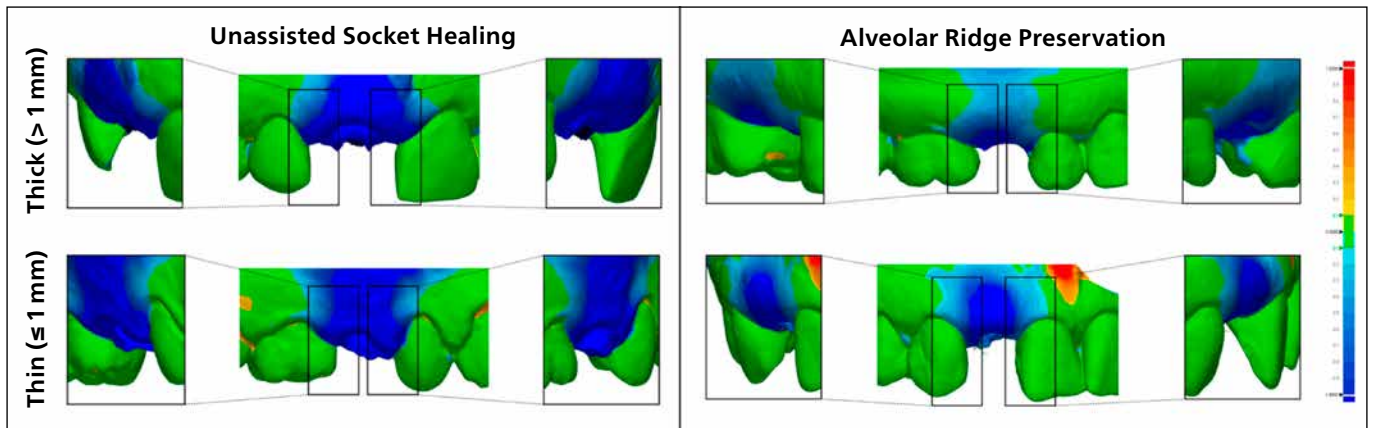 Unassisted Socket Healing
Alveolar Ridge Preservation
Thick (> 1 mm)
Thin (≤ 1 mm)